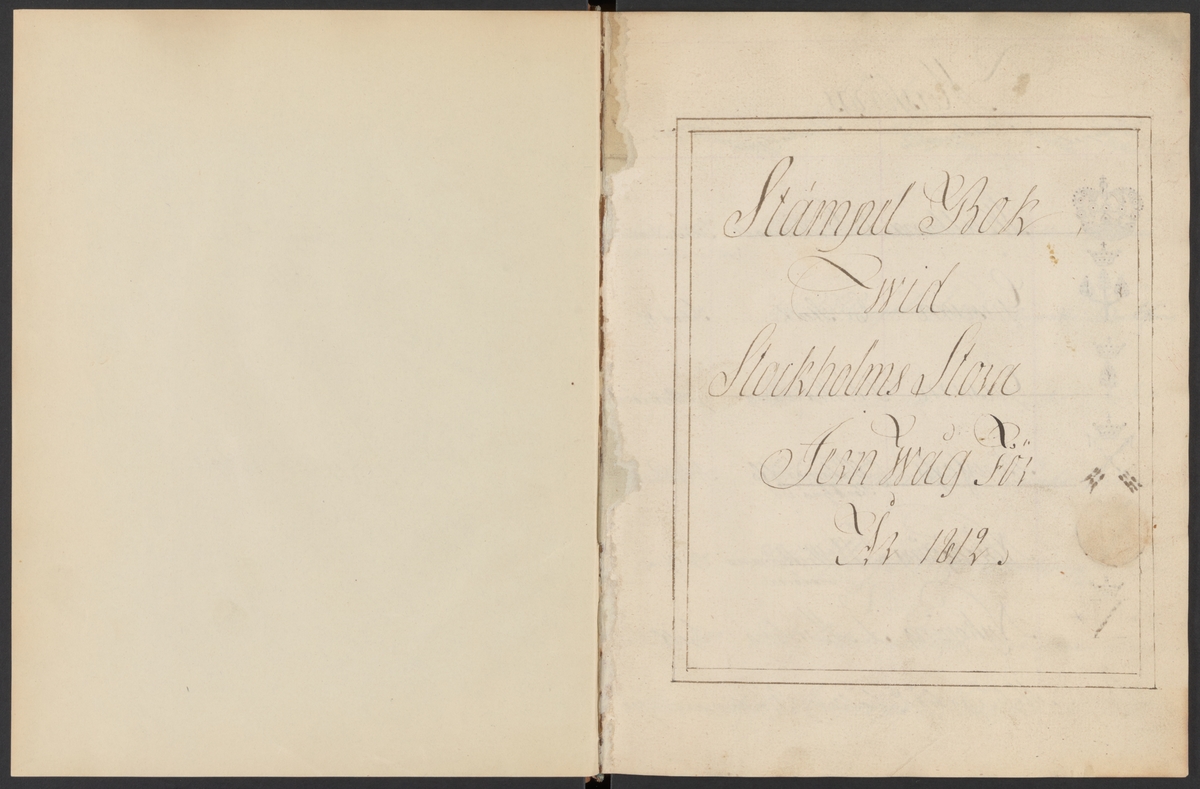 Stämpel Bok
wid
Stockholms Stora
Jern Wåg För
År 1812.